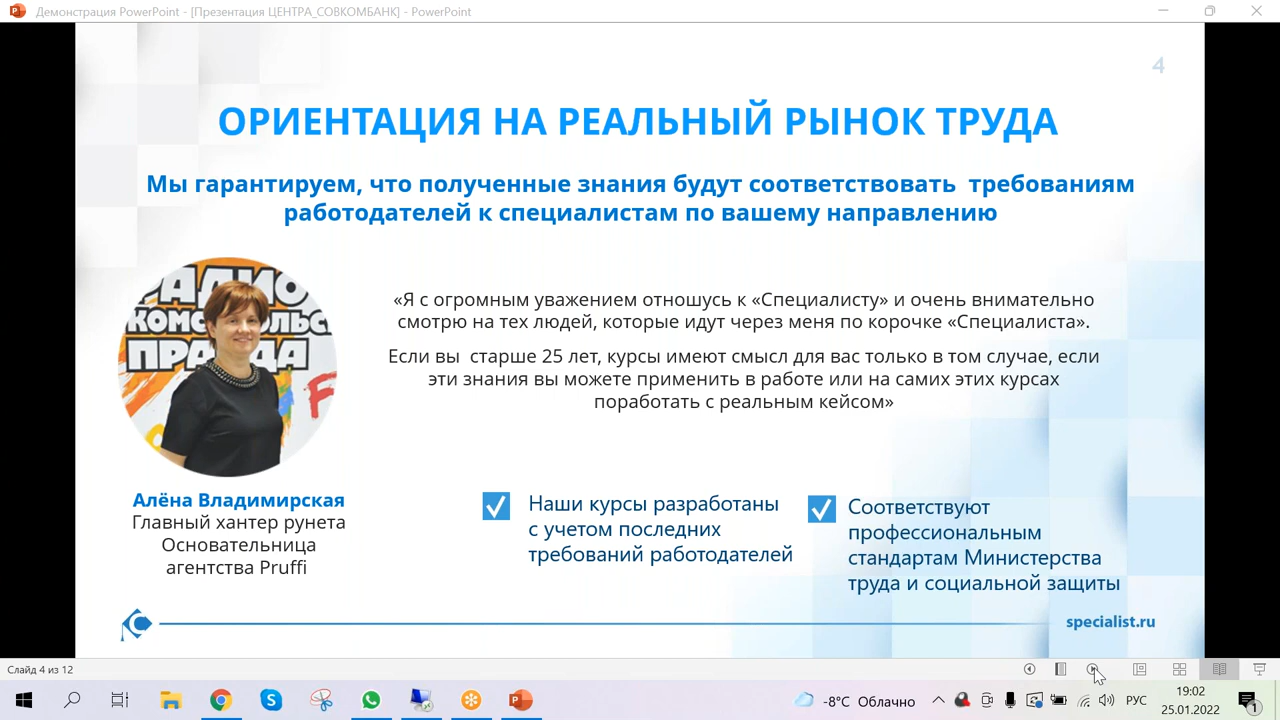 Демонстрация PowerPoint - [Презентация ЦЕНТРА_СОВКОМБАНК] - PowerPoint
4
ОРИЕНТАЦИЯ НА РЕАЛЬНЫЙ РЫНОК ТРУДА
Мы гарантируем, что полученные знания будут соответствовать требованиям
работодателей к специалистам по вашему направлению
РАДИО
КОМСОМОЛЬС
ПРАВДА
«Я с огромным уважением отношусь к «Специалисту» и очень внимательно
смотрю на тех людей, которые идут через меня по корочке «Специалиста».
Если вы старше 25 лет, курсы имеют смысл для вас только в том случае, если
эти знания вы можете применить в работе или на самих этих курсах
поработать с реальным кейсом»
Алёна Владимирская
Главный хантер рунета
Основательница
агентства Pruffi
Наши курсы разработаны
с учетом последних
требований работодателей
Соответствуют
профессиональным
стандартам Министерства
труда и социальной защиты
specialist.ru
Слайд 4 из 12
-8°C Облачно
РУС
19:02
25.01.2022
1